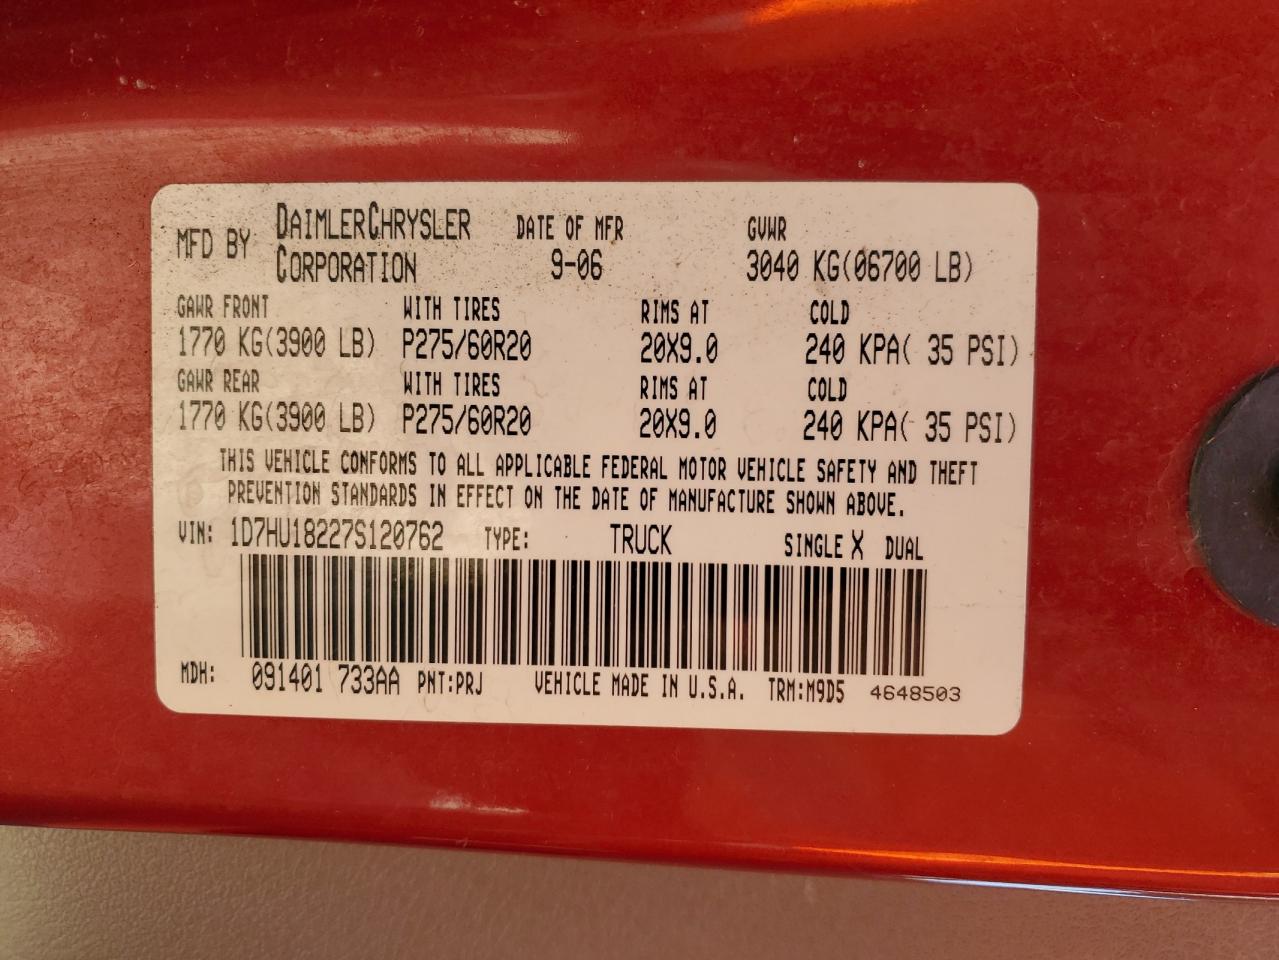 MFD BY DAIMLERCHRYSLER CORPORATION DATE OF MFR 9-06 GVWR 3040 KG(06700 LB)
GAWR FRONT WITH TIRES RIMS AT COLD
1770 KG(3900 LB) P275/60R20 20X9.0 240 KPA( 35 PSI)
GAWR REAR WITH TIRES RIMS AT COLD
1770 KG(3900 LB) P275/60R20 20X9.0 240 KPA( 35 PSI)
THIS VEHICLE CONFORMS TO ALL APPLICABLE FEDERAL MOTOR VEHICLE SAFETY AND THEFT
PREVENTION STANDARDS IN EFFECT ON THE DATE OF MANUFACTURE SHOWN ABOVE.
VIN: 1D7HU18227S120762 TYPE: TRUCK SINGLE X DUAL
MDH: 091401 733AA PNT:PRJ VEHICLE MADE IN U.S.A. TRM:M9D5 4648503